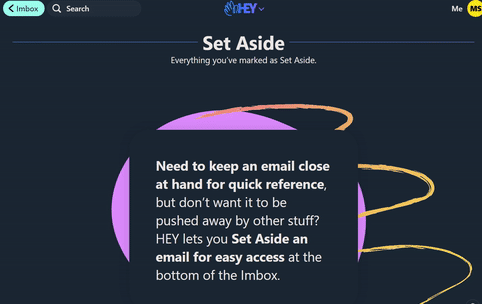 Imbox
Search
HEY
Me
MS
Set Aside
Everything you've marked as Set Aside.
Need to keep an email close
at hand for quick reference,
but don't want it to be
pushed away by other stuff?
HEY lets you Set Aside an
email for easy access at the
bottom of the Imbox.